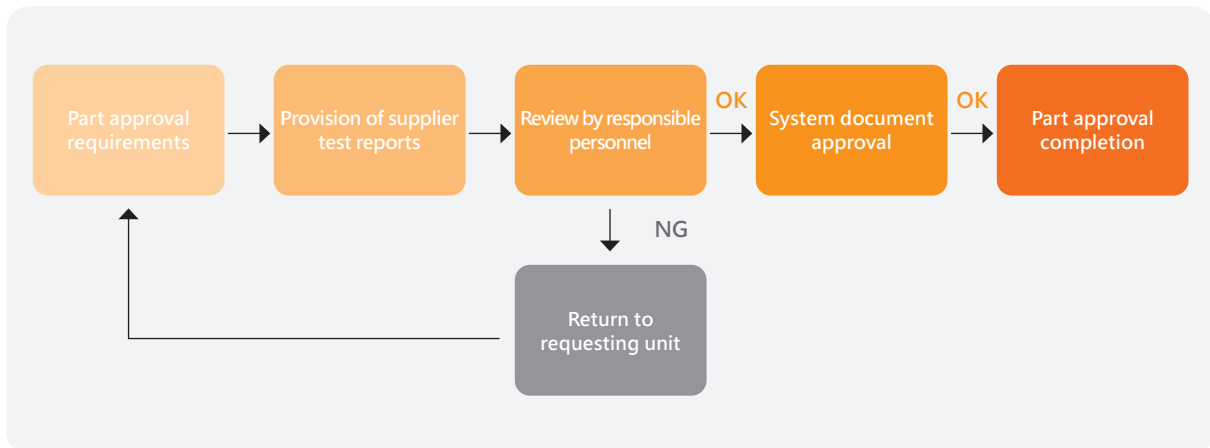 Part approval
requirements
Provision of supplier
test reports
Review by responsible
personnel
OK
System document
approval
OK
Part approval
completion
NG
Return to
requesting unit